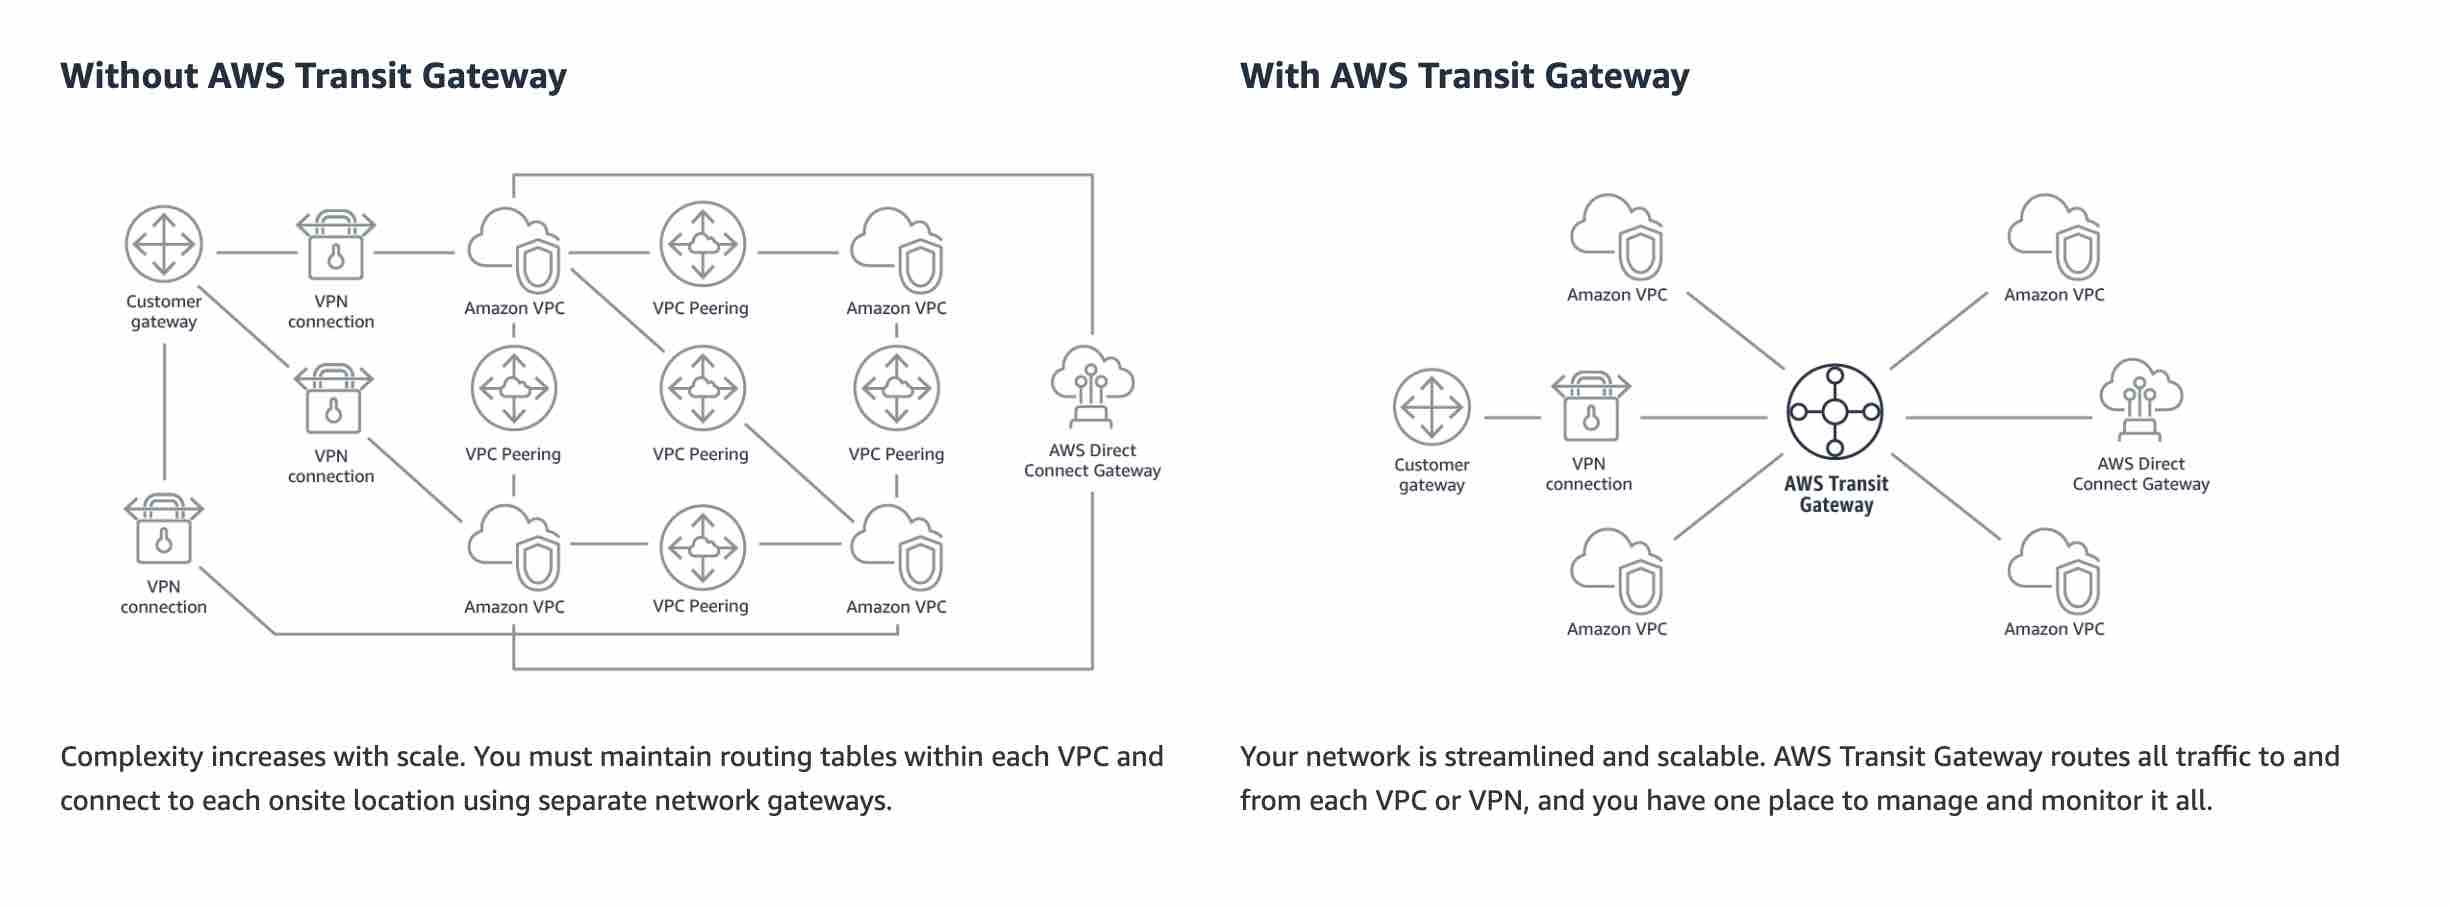 Without AWS Transit Gateway
Customer
gateway
VPN
connection
Amazon VPC
VPC Peering
Amazon VPC
VPN
connection
VPC Peering
VPC Peering
VPC Peering
AWS Direct
Connect Gateway
VPN
connection
Amazon VPC
VPC Peering
Amazon VPC
Complexity increases with scale. You must maintain routing tables within each VPC and
connect to each onsite location using separate network gateways.
With AWS Transit Gateway
Amazon VPC
Amazon VPC
Customer
gateway
VPN
connection
AWS Transit
Gateway
AWS Direct
Connect Gateway
Amazon VPC
Amazon VPC
Your network is streamlined and scalable. AWS Transit Gateway routes all traffic to and
from each VPC or VPN, and you have one place to manage and monitor it all.